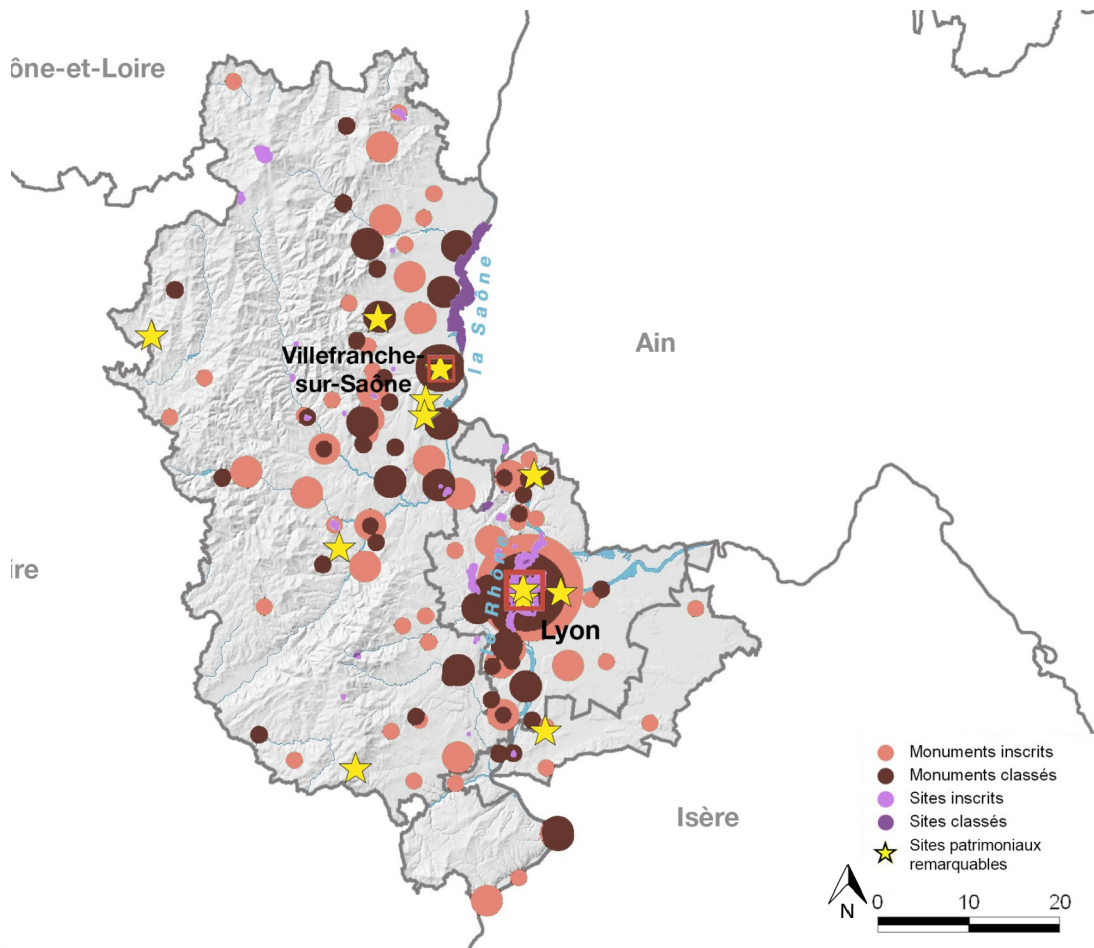 ône-et-Loire
la Saône
Ain
Villefranche-
sur-Saône
ire
le Rhône
Lyon
Isère
Monuments inscrits
Monuments classés
Sites inscrits
Sites classés
Sites patrimoniaux
remarquables
N
0 10 20